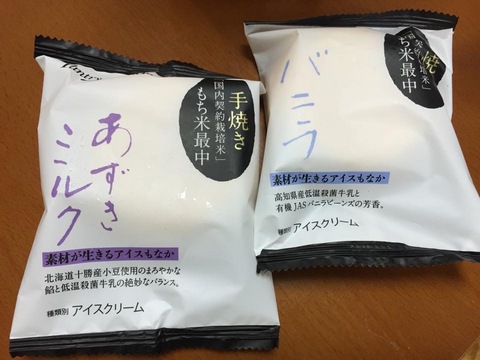 手焼き
「国内契約栽培米」
もち米最中
あずき
ミルク
素材が生きるアイスもなか
北海道十勝産小豆使用のまろやかな
餡と低温殺菌牛乳の絶妙なバランス。
種類別 アイスクリーム
もち米最中
バニラ
素材が生きるアイスもなか
高知県産低温殺菌牛乳と
有機JASバニラビーンズの芳香。
種類別 アイスクリーム